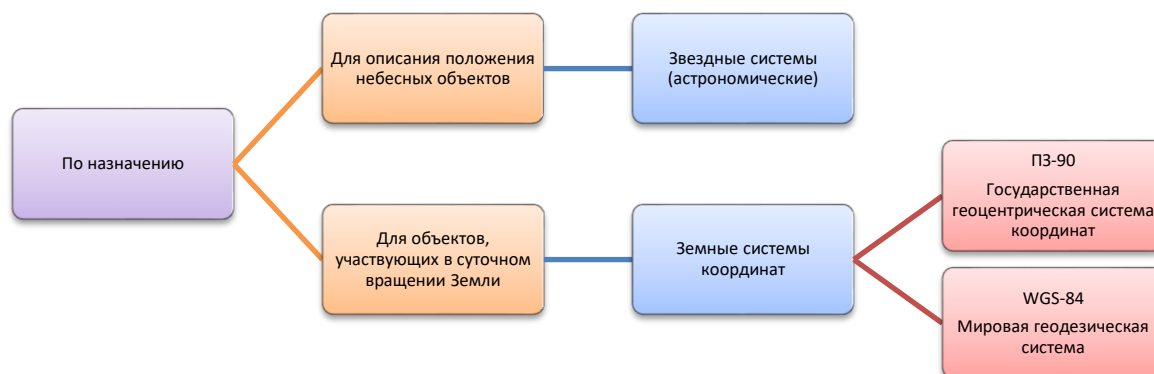 Для описания положения
небесных объектов
Звездные системы
(астрономические)
По назначению
Для объектов,
участвующих в суточном
вращении Земли
Земные системы
координат
ПЗ-90
Государственная
геоцентрическая система
координат
WGS-84
Мировая геодезическая
система